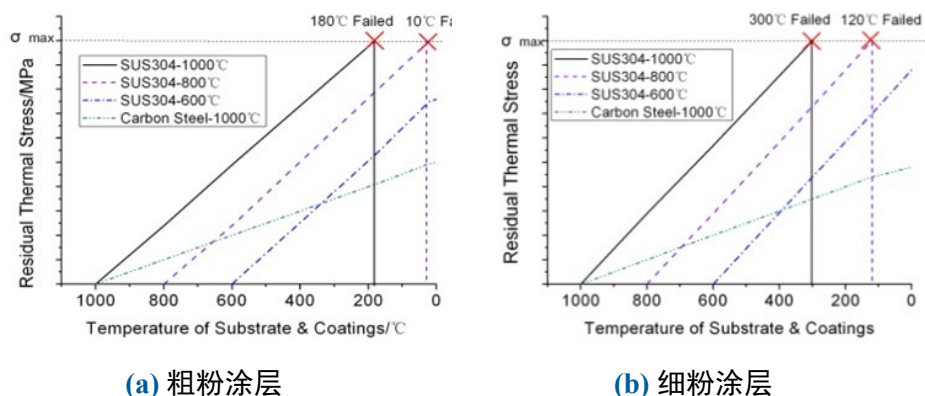 180℃ Failed 10℃ Fa
σ max
SUS304-1000℃
SUS304-800℃
SUS304-600℃
Carbon Steel-1000℃
Residual Thermal Stress/MPa
1000 800 600 400 200 0
Temperature of Substrate & Coatings/℃
(a) 粗粉涂层
300℃ Failed 120℃ Failed
σ max
SUS304-1000℃
SUS304-800℃
SUS304-600℃
Carbon Steel-1000℃
Residual Thermal Stress
1000 800 600 400 200 0
Temperature of Substrate & Coatings
(b) 细粉涂层